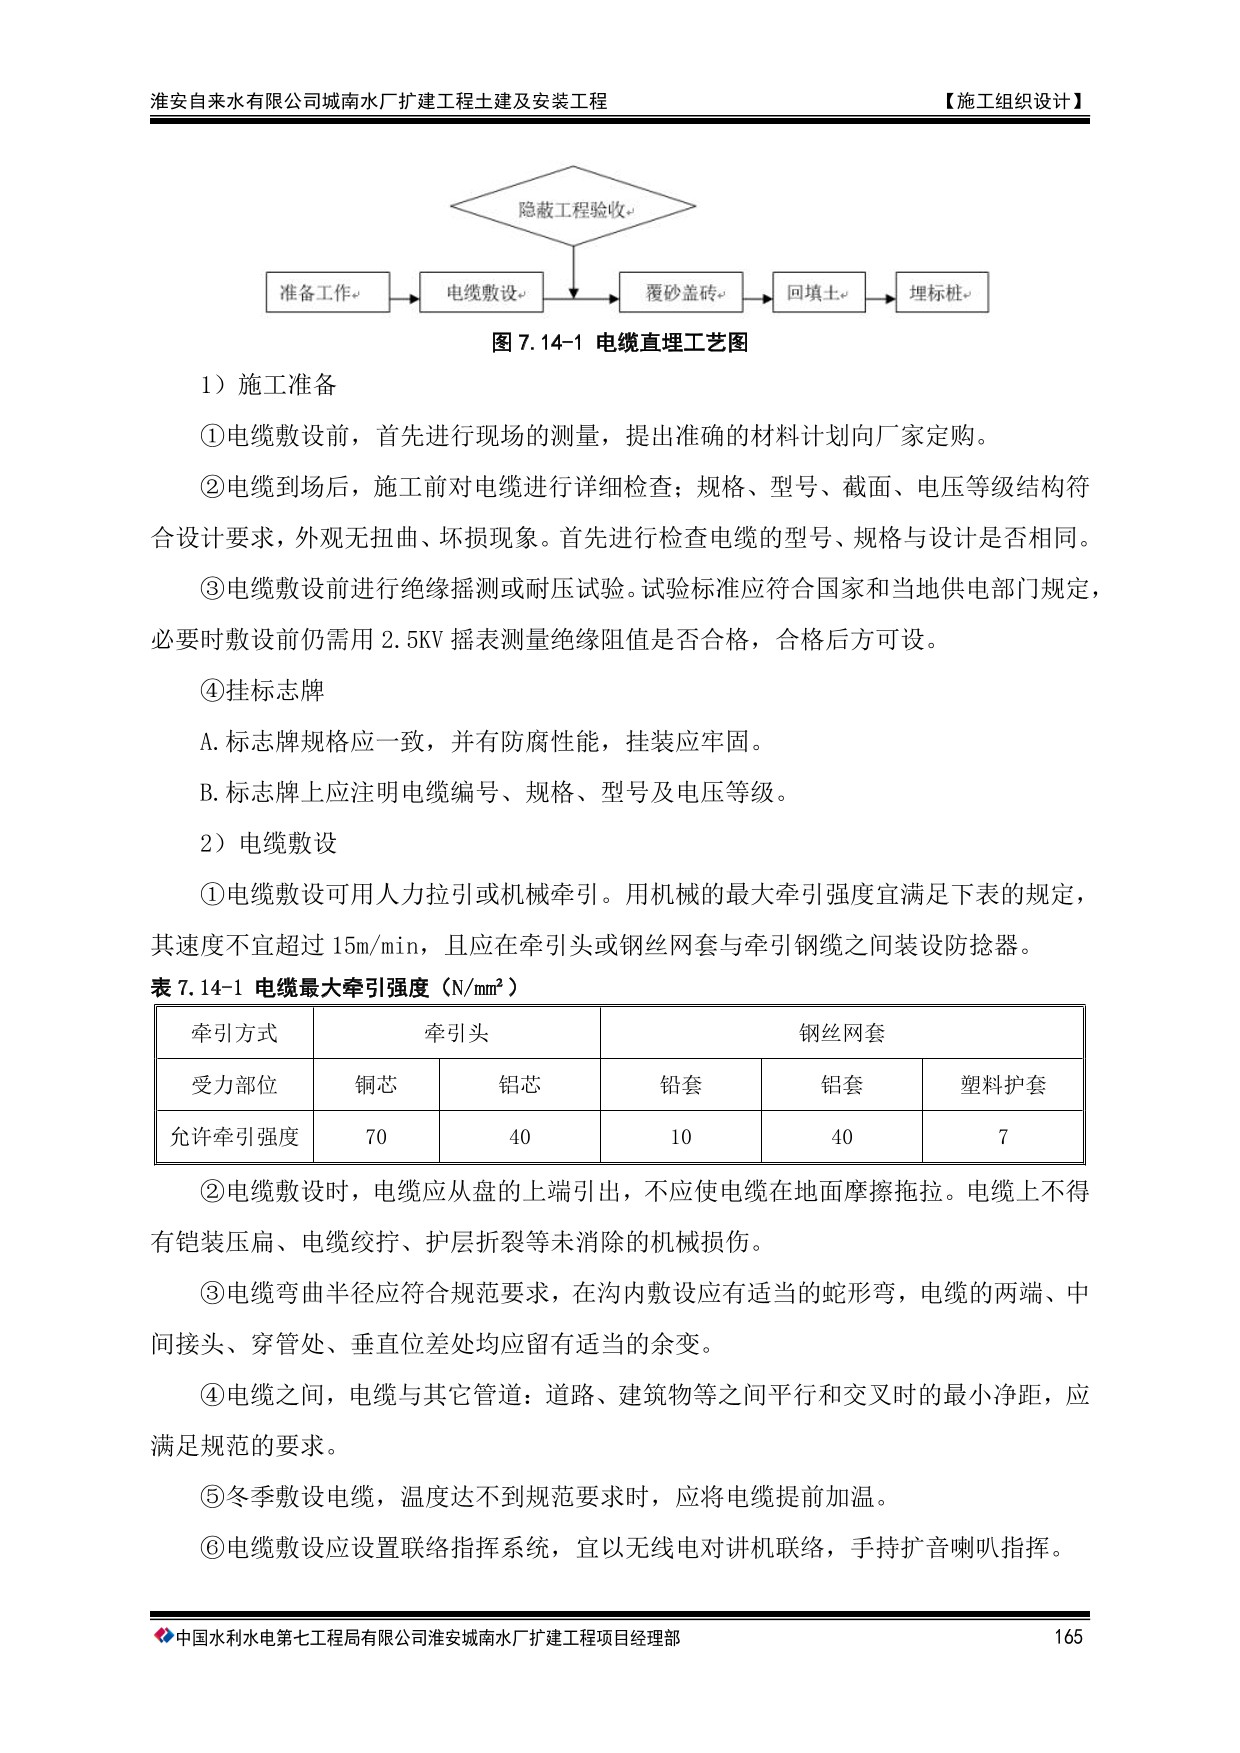 淮安自来水有限公司城南水厂扩建工程土建及安装工程 【施工组织设计】
隐蔽工程验收
准备工作 电缆敷设 覆砂盖砖 回填土 埋标桩
图 7.14-1 电缆直埋工艺图
1）施工准备
①电缆敷设前，首先进行现场的测量，提出准确的材料计划向厂家定购。
②电缆到场后，施工前对电缆进行详细检查；规格、型号、截面、电压等级结构符
合设计要求，外观无扭曲、坏损现象。首先进行检查电缆的型号、规格与设计是否相同。
③电缆敷设前进行绝缘摇测或耐压试验。试验标准应符合国家和当地供电部门规定，
必要时敷设前仍需用 2.5KV 摇表测量绝缘阻值是否合格，合格后方可设。
④挂标志牌
A.标志牌规格应一致，并有防腐性能，挂装应牢固。
B.标志牌上应注明电缆编号、规格、型号及电压等级。
2）电缆敷设
①电缆敷设可用人力拉引或机械牵引。用机械的最大牵引强度宜满足下表的规定，
其速度不宜超过 15m/min，且应在牵引头或钢丝网套与牵引钢缆之间装设防捻器。
表 7.14-1 电缆最大牵引强度（N/mm²）
牵引方式 牵引头 钢丝网套
受力部位 铜芯 铝芯 铅套 铝套 塑料护套
允许牵引强度 70 40 10 40 7
②电缆敷设时，电缆应从盘的上端引出，不应使电缆在地面摩擦拖拉。电缆上不得
有铠装压扁、电缆绞拧、护层折裂等未消除的机械损伤。
③电缆弯曲半径应符合规范要求，在沟内敷设应有适当的蛇形弯，电缆的两端、中
间接头、穿管处、垂直位差处均应留有适当的余变。
④电缆之间，电缆与其它管道：道路、建筑物等之间平行和交叉时的最小净距，应
满足规范的要求。
⑤冬季敷设电缆，温度达不到规范要求时，应将电缆提前加温。
⑥电缆敷设应设置联络指挥系统，宜以无线电对讲机联络，手持扩音喇叭指挥。
中国水利水电第七工程局有限公司淮安城南水厂扩建工程项目经理部 165